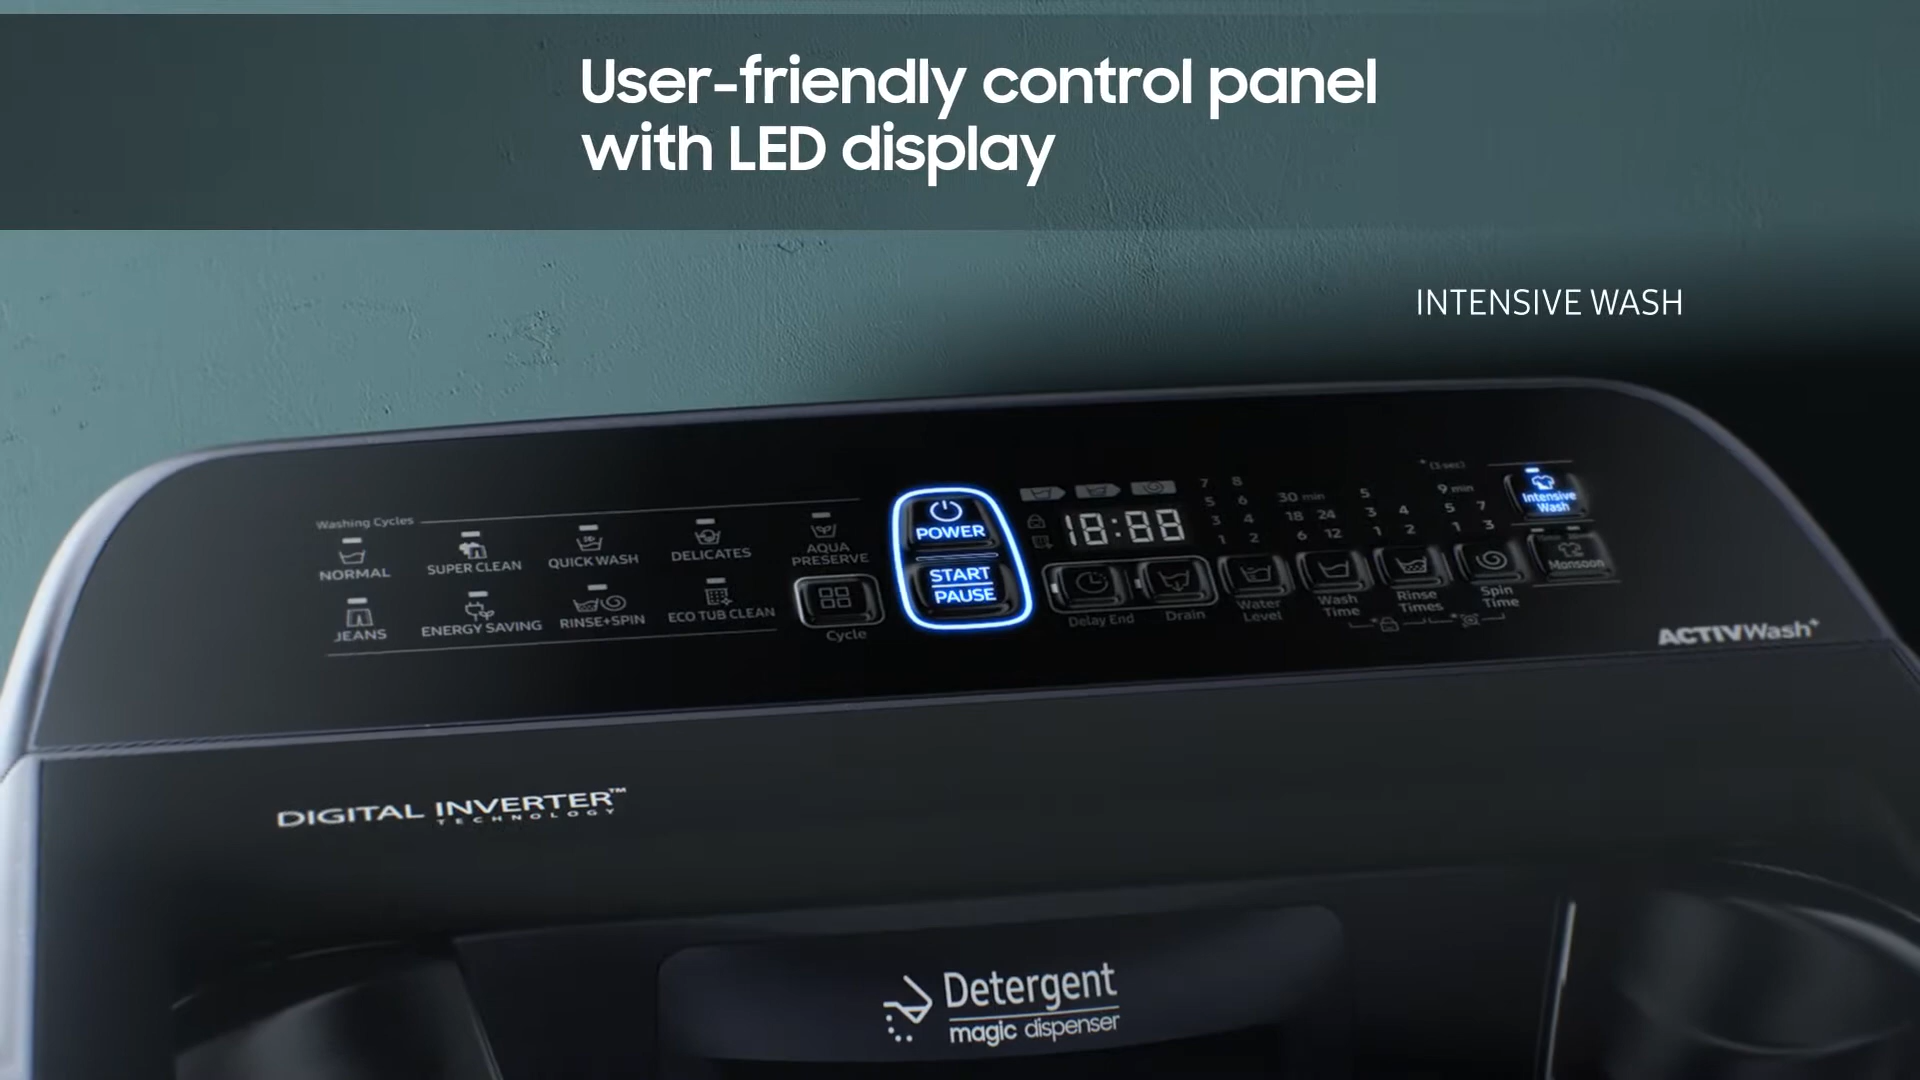 User-friendly control panel
with LED display
INTENSIVE WASH
Washing Cycles
NORMAL
SUPER CLEAN
QUICK WASH
DELICATES
AQUA
PRESERVE
JEANS
ENERGY SAVING
RINSE+SPIN
ECO TUB CLEAN
Cycle
POWER
START
PAUSE
18:88
7 8
5 6
3 4
1 2
30 min
18 24
6 12
5
3 4
1 2
9 min
5 7
1 3
(3 sec)
Intensive
Wash
Monsoon
Delay End
Drain
Water
Level
Wash
Time
Rinse
Times
Spin
Time
ACTIVWash+
DIGITAL INVERTER™
TECHNOLOGY
Detergent
magic dispenser